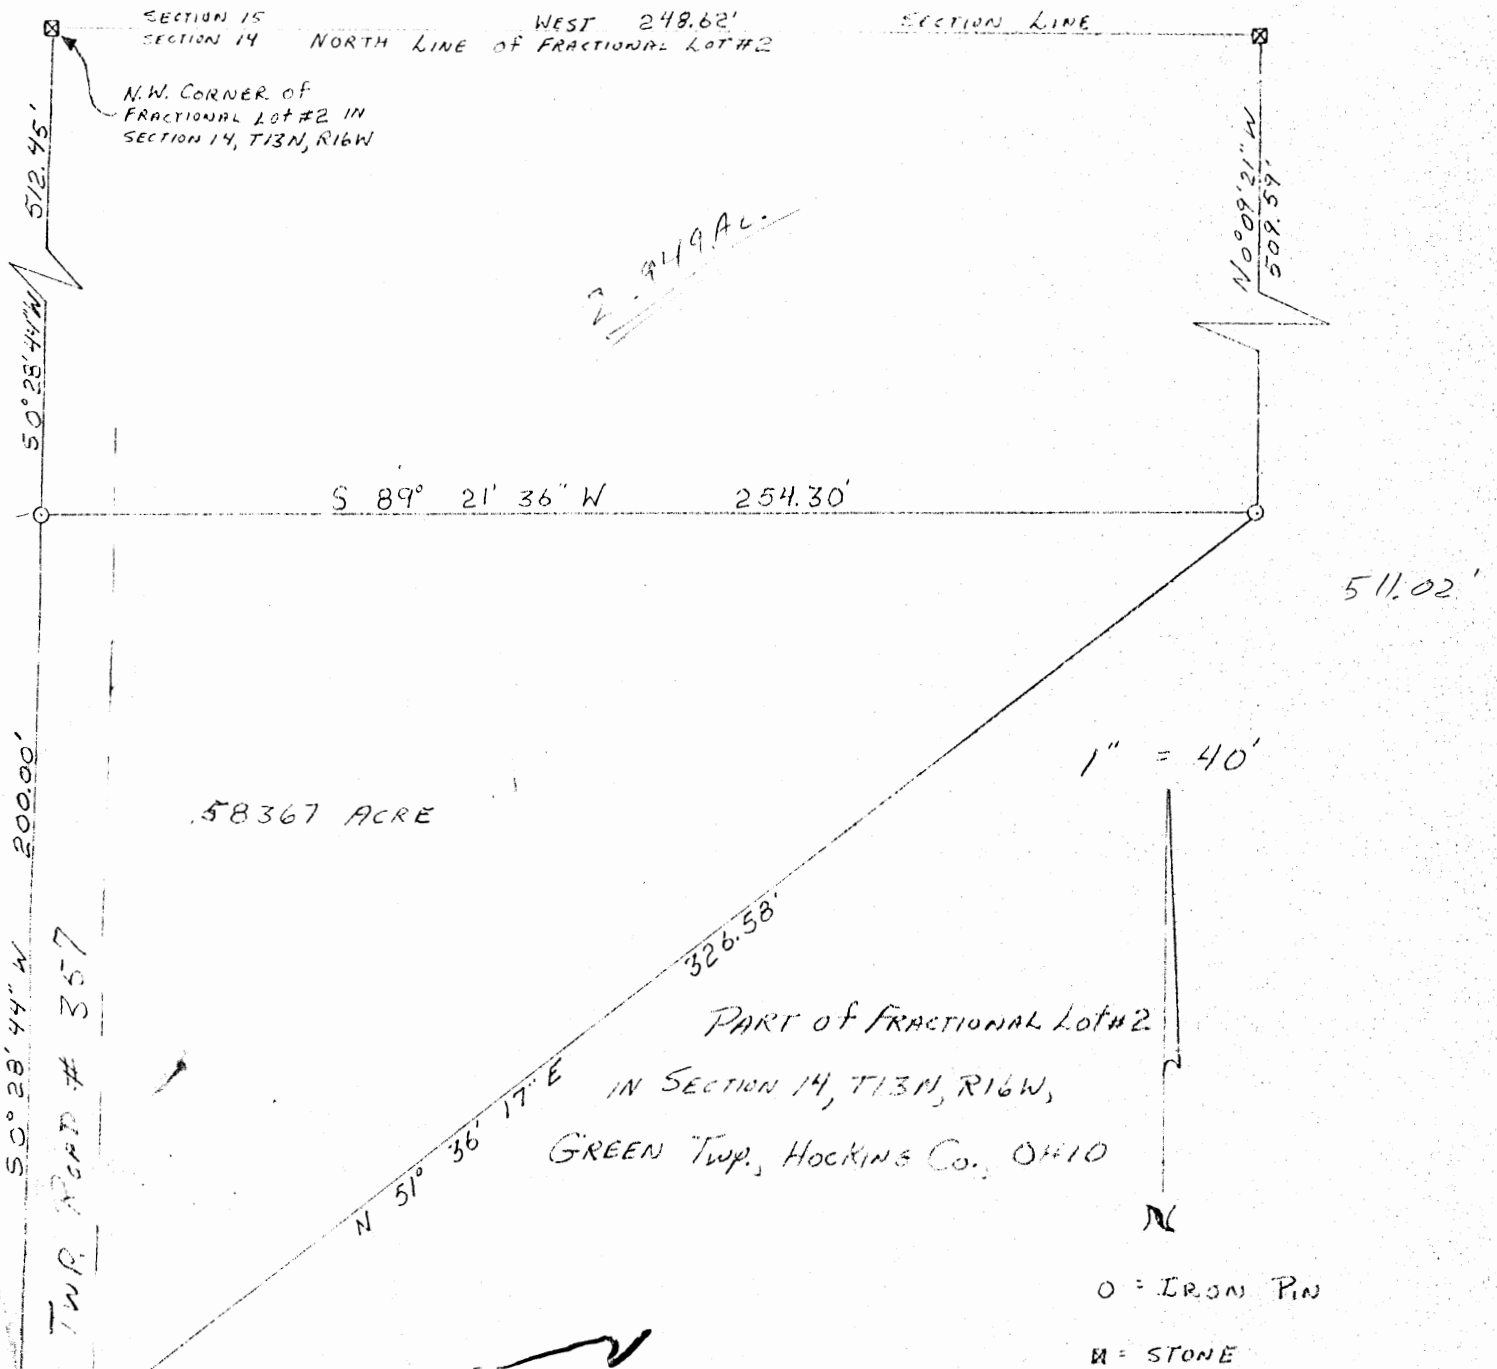 SECTION 15
SECTION 14
WEST 248.62'
NORTH LINE OF FRACTIONAL LOT #2
SECTION LINE
N.W. CORNER OF
FRACTIONAL LOT #2 IN
SECTION 14, T13N, R16W
512.45'
S0°28'44"W
N0°09'21"W
509.59'
2.949 AC.
S 89° 21' 36" W 254.30'
511.02'
1" = 40'
.58367 ACRE
S0°28'44" W 200.00'
TWP. ROAD # 357
N 51° 36' 17" E 326.58'
PART OF FRACTIONAL LOT #2
IN SECTION 14, T13N, R16W,
GREEN TWP., HOCKING CO., OHIO
N
O = IRON PIN
= STONE